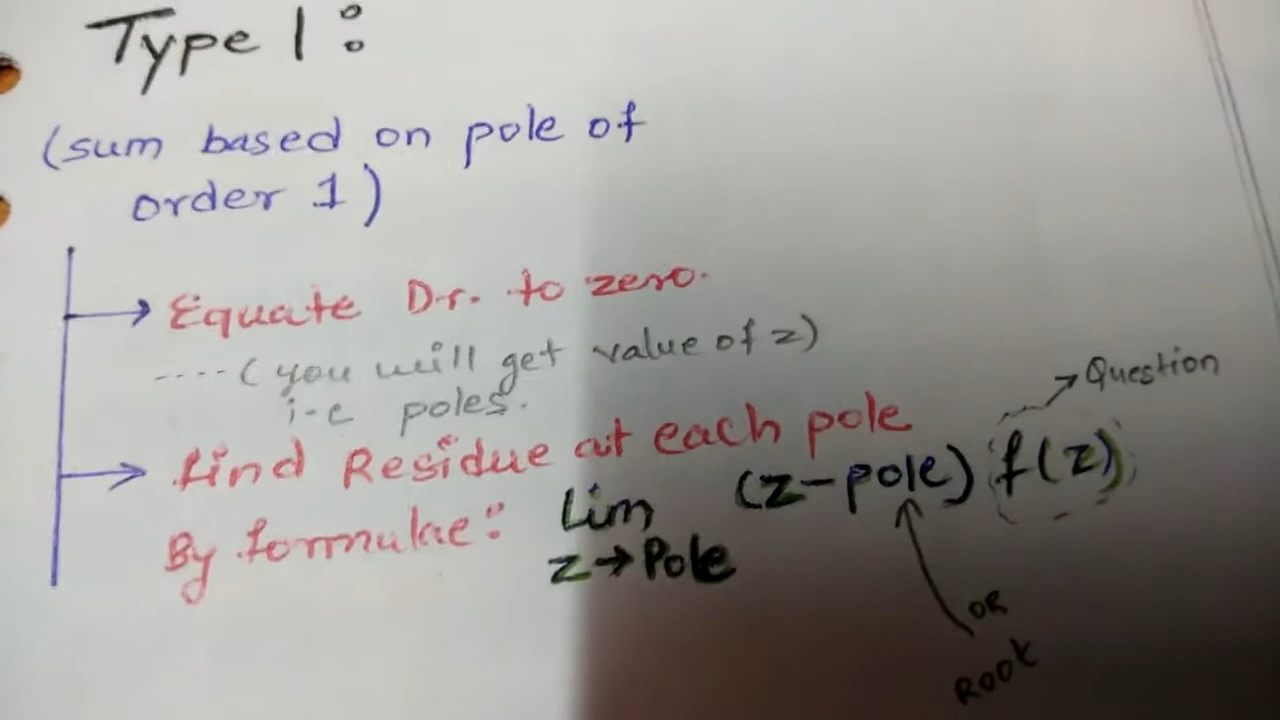 Type 1 :
(sum based on pole of
order 1)
Equate Dr. to zero.
....(you will get value of z)
i-e poles.
Question
find Residue at each pole
By formulae: Lim (z-pole) f(z)
z→Pole
OR
ROOt